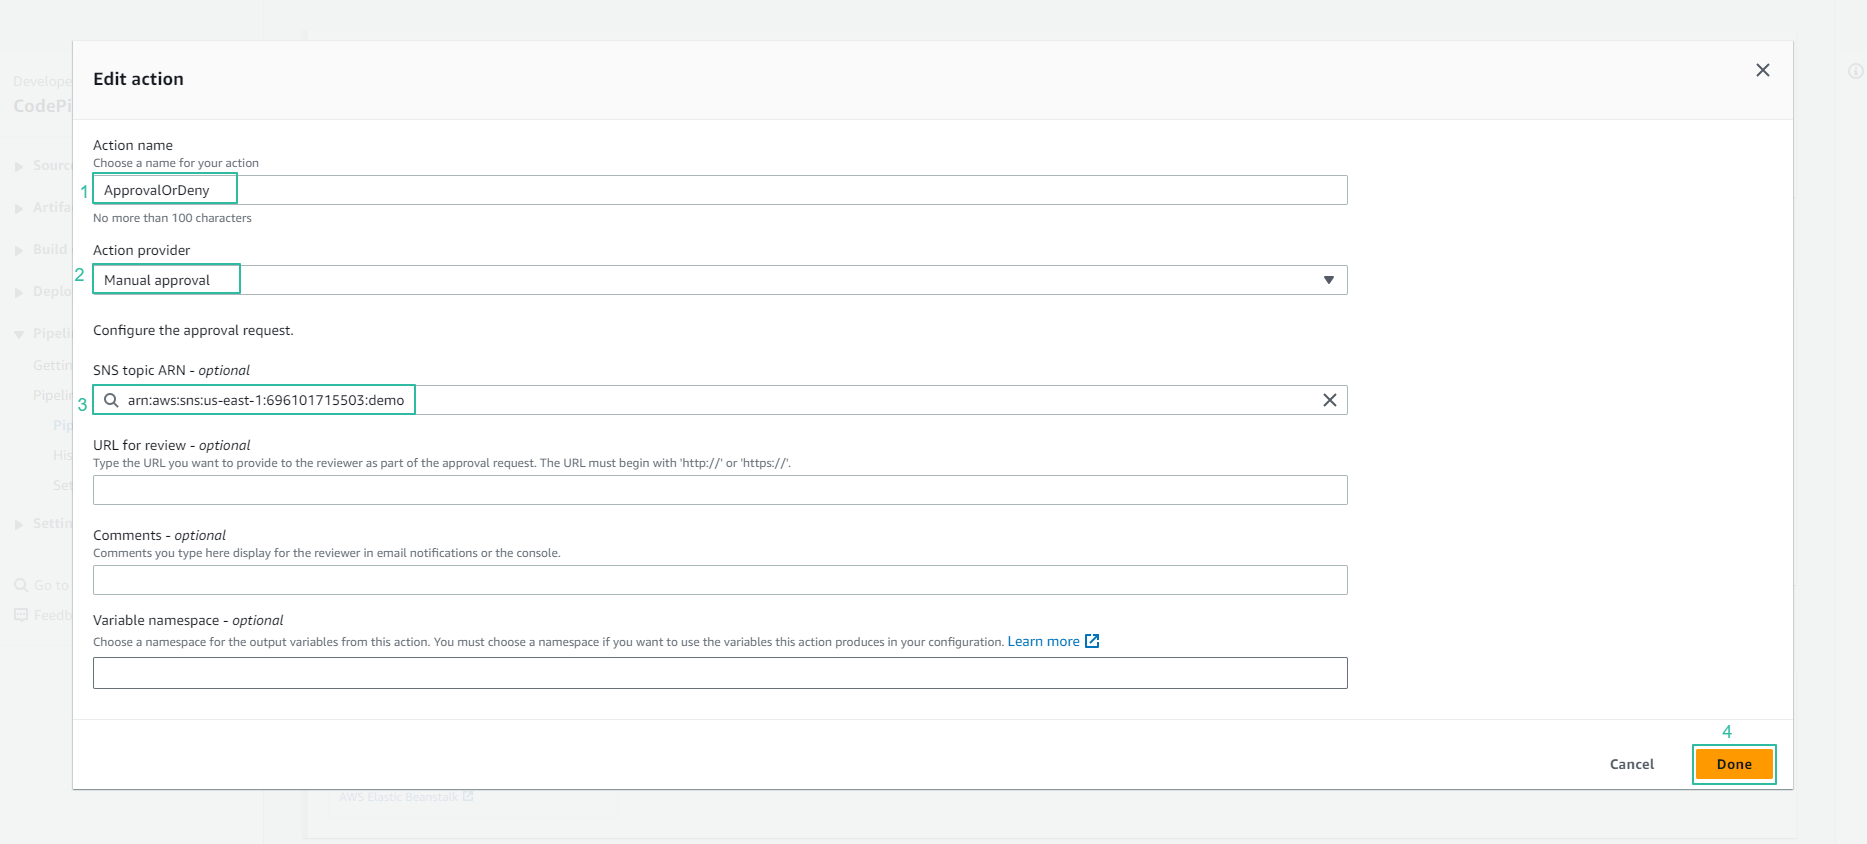 Edit action
Develope
CodePi
Action name
Choose a name for your action
Sourc
1
ApprovalOrDeny
Artifa
No more than 100 characters
Build
Action provider
2
Manual approval
Deplo
Configure the approval request.
Pipeli
Gettin
SNS topic ARN - optional
Pipelin
3
arn:aws:sns:us-east-1:696101715503:demo
Pip
URL for review - optional
His
Type the URL you want to provide to the reviewer as part of the approval request. The URL must begin with 'http://' or 'https://'.
Set
Settin
Comments - optional
Comments you type here display for the reviewer in email notifications or the console.
Go to
Feedb
Variable namespace - optional
Choose a namespace for the output variables from this action. You must choose a namespace if you want to use the variables this action produces in your configuration. Learn more
4
Cancel
Done
AWS Elastic Beanstalk